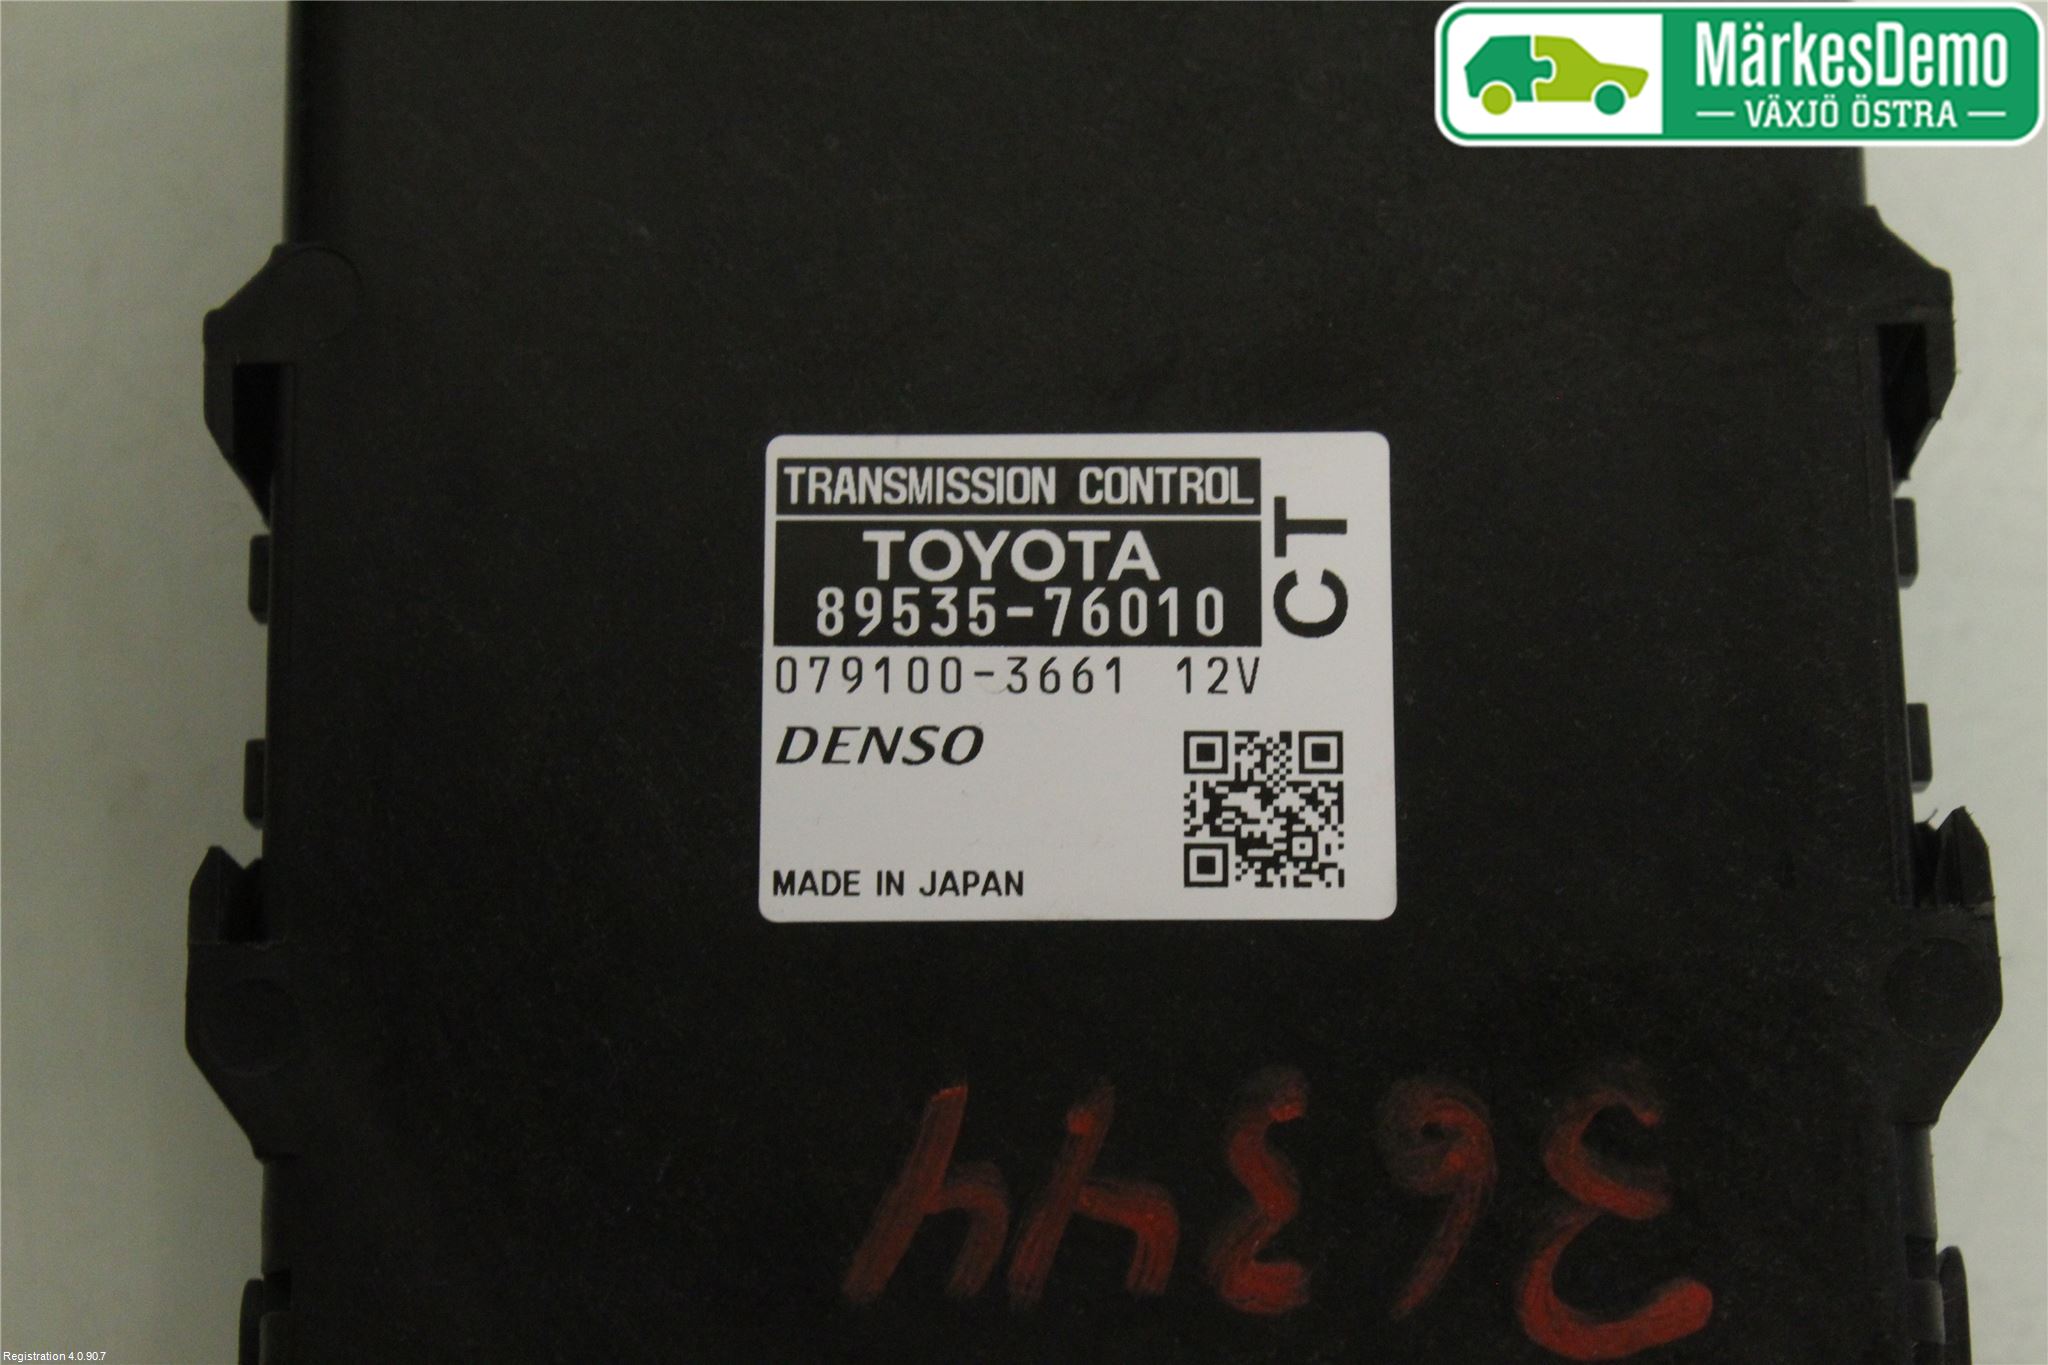 MärkesDemo
VÄXJÖ ÖSTRA
TRANSMISSION CONTROL
TOYOTA
89535-76010
CT
079100-3661 12V
DENSO
MADE IN JAPAN
36344
Registration 4.0.90.7